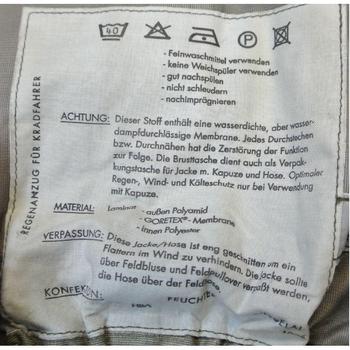 40 P
- Feinwaschmittel verwenden
- keine Weichspüler verwenden
- gut nachspülen
- nicht schleudern
- nachimprägnieren
REGENANZUG FÜR KRADFAHRER
ACHTUNG: Dieser Stoff enthält eine wasserdichte, aber wasser-
dampfdurchlässige Membrane. Jedes Durchstechen
bzw. Durchnähen hat die Zerstörung der Funktion
zur Folge. Die Brusttasche dient auch als Verpak-
kungstasche für Jacke m. Kapuze und Hose. Optimaler
Regen-, Wind- und Kälteschutz nur bei Verwendung
mit Kapuze.
MATERIAL: Laminat - außen Polyamid
- GORETEX®-Membrane
- innen Polyester
VERPASSUNG: Diese Jacke/Hose ist eng geschnitten um ein
Flattern im Wind zu verhindern. Die Jacke sollte
über Feldbluse und Feldpullover verpaßt werden,
die Hose über der Feldhose.
KONFEKTION: